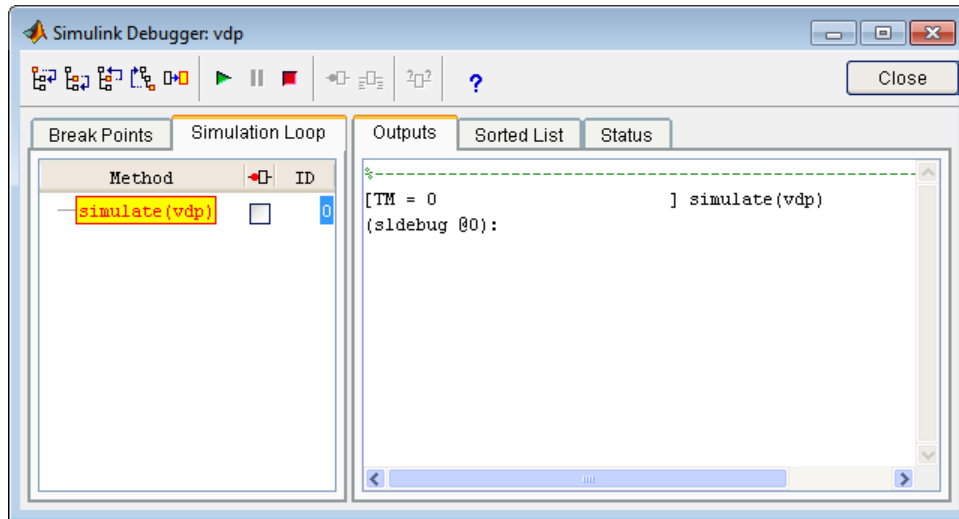 Simulink Debugger: vdp
Close
Break Points
Simulation Loop
Outputs
Sorted List
Status
Method
ID
simulate(vdp)
0
%----------------------------------------------------------------
[TM = 0 ] simulate(vdp)
(sldebug @0):